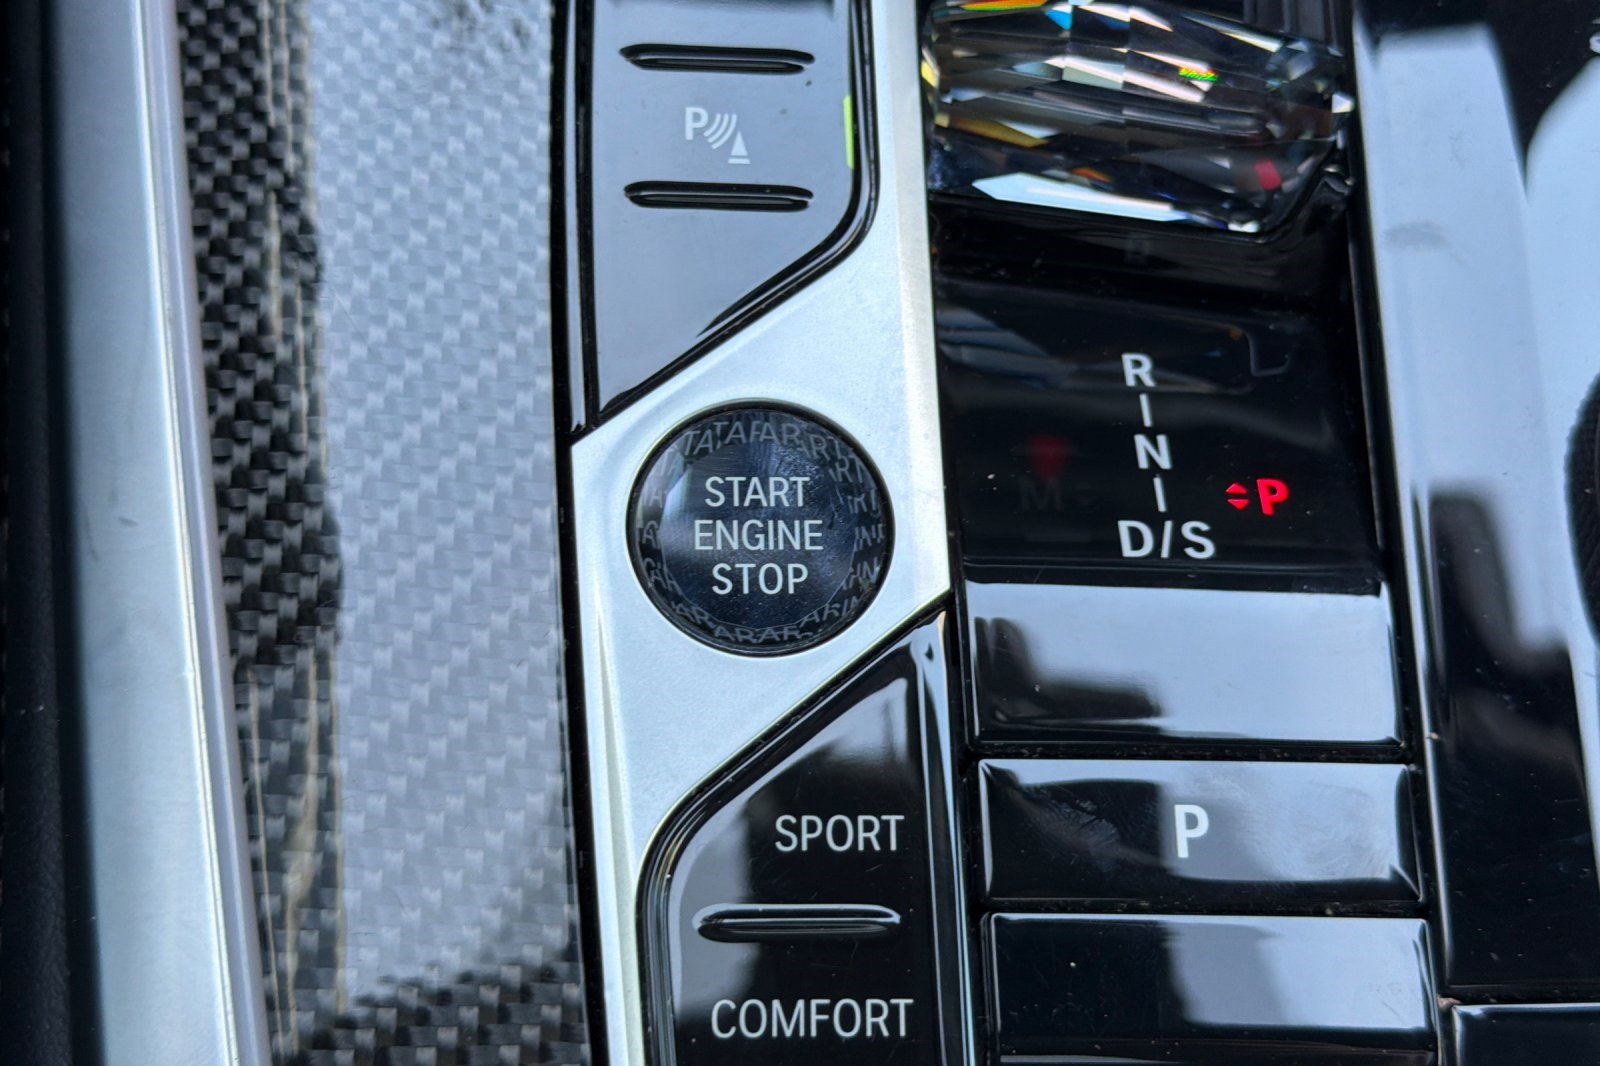 P
START
ENGINE
STOP
SPORT
COMFORT
R
N
D/S
P
P